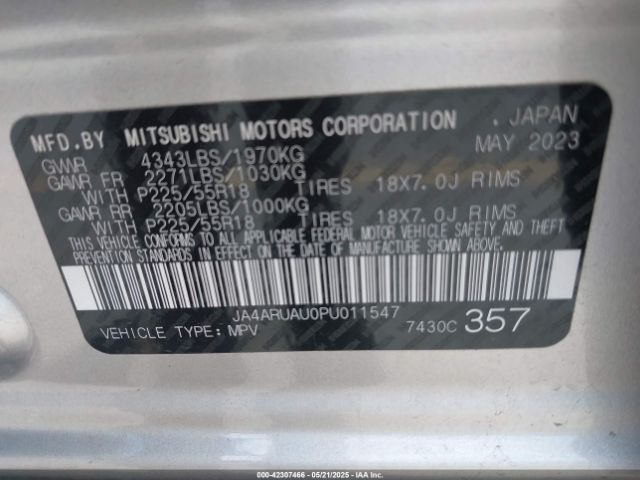 MFD.BY MITSUBISHI MOTORS CORPORATION . JAPAN
GVWR 4343LBS/1970KG MAY 2023
GAWR FR 2271LBS/1030KG
WITH P225/55R18 TIRES 18X7.0J RIMS
GAWR RR 2205LBS/1000KG
WITH P225/55R18 TIRES 18X7.0J RIMS
THIS VEHICLE CONFORMS TO ALL APPLICABLE FEDERAL MOTOR VEHICLE SAFETY AND THEFT
PREVENTION STANDARDS IN EFFECT ON THE DATE OF MANUFACTURE SHOWN ABOVE.
JA4ARUAU0PU011547
VEHICLE TYPE: MPV 7430C 357
000-42307466 - 05/21/2025 - IAA Inc.